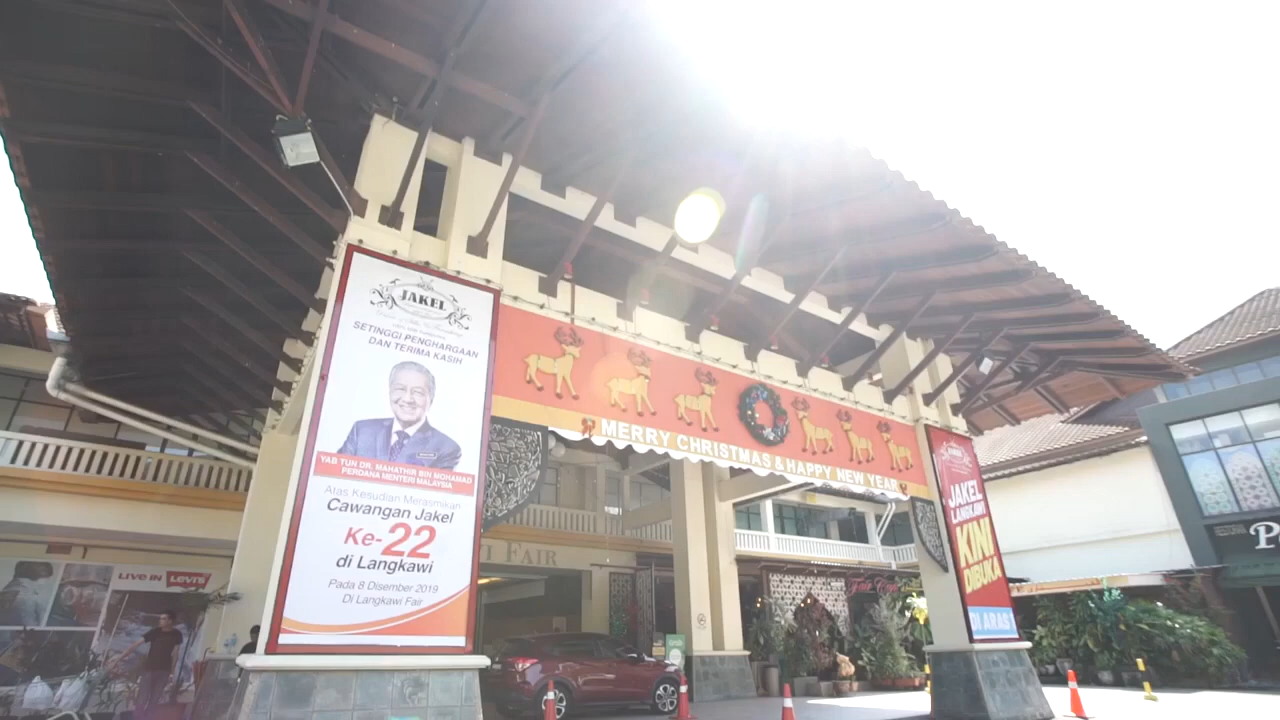 JAKEL
SETINGGI PENGHARGAAN
DAN TERIMA KASIH
YAB TUN DR. MAHATHIR BIN MOHAMAD
PERDANA MENTERI MALAYSIA
Atas Kesudian Merasmikan
Cawangan Jakel
Ke-22
di Langkawi
Pada 8 Disember 2019
Di Langkawi Fair
MERRY CHRISTMAS & HAPPY NEW YEAR
FAIR
LIVE IN LEVI'S
JAKEL
LANGKAWI
KINI
DIBUKA
DI ARAS 1